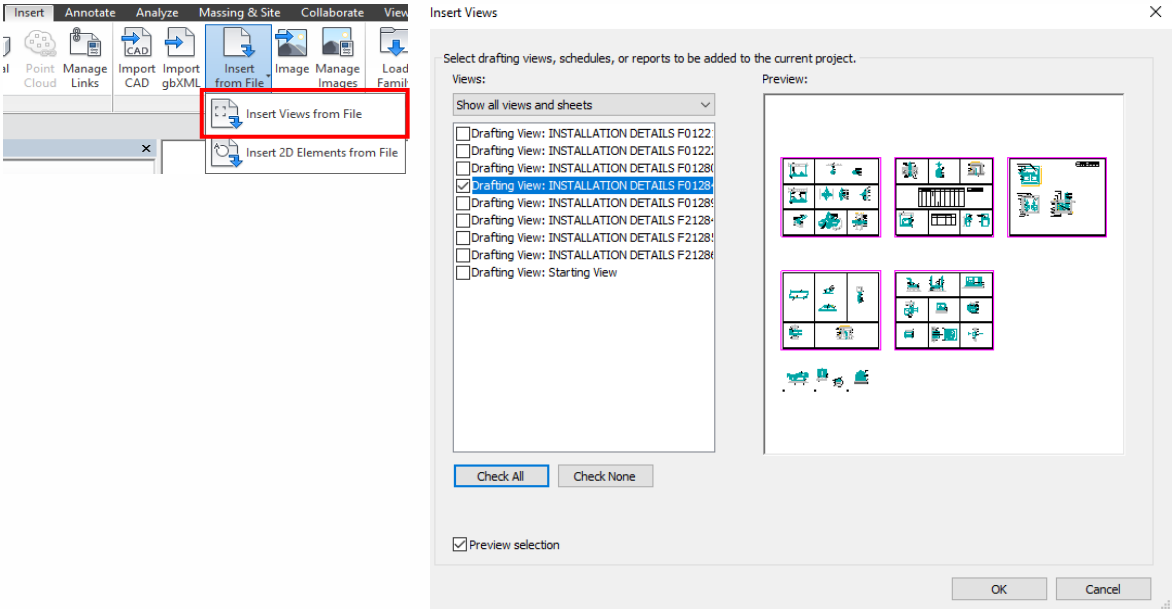 Insert Annotate Analyze Massing & Site Collaborate View
Point Cloud
Manage Links
Import CAD
Import gbXML
Insert from File
Image
Manage Images
Load
Insert Views from File
Insert 2D Elements from File
Insert Views
Select drafting views, schedules, or reports to be added to the current project.
Views:
Preview:
Show all views and sheets
Drafting View: INSTALLATION DETAILS F0122
Drafting View: INSTALLATION DETAILS F0122
Drafting View: INSTALLATION DETAILS F0128
Drafting View: INSTALLATION DETAILS F0128
Drafting View: INSTALLATION DETAILS F0128
Drafting View: INSTALLATION DETAILS F2128
Drafting View: INSTALLATION DETAILS F2128
Drafting View: INSTALLATION DETAILS F2128
Drafting View: Starting View
Check All
Check None
Preview selection
OK
Cancel